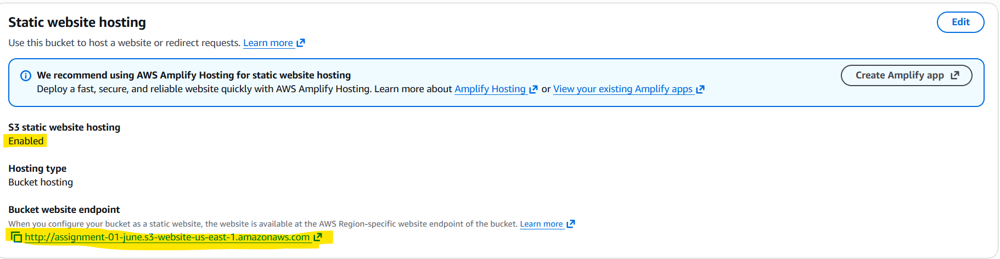 Static website hosting
Edit
Use this bucket to host a website or redirect requests. Learn more
We recommend using AWS Amplify Hosting for static website hosting
Create Amplify app
Deploy a fast, secure, and reliable website quickly with AWS Amplify Hosting. Learn more about Amplify Hosting or View your existing Amplify apps
S3 static website hosting
Enabled
Hosting type
Bucket hosting
Bucket website endpoint
When you configure your bucket as a static website, the website is available at the AWS Region-specific website endpoint of the bucket. Learn more
http://assignment-01-june.s3-website-us-east-1.amazonaws.com